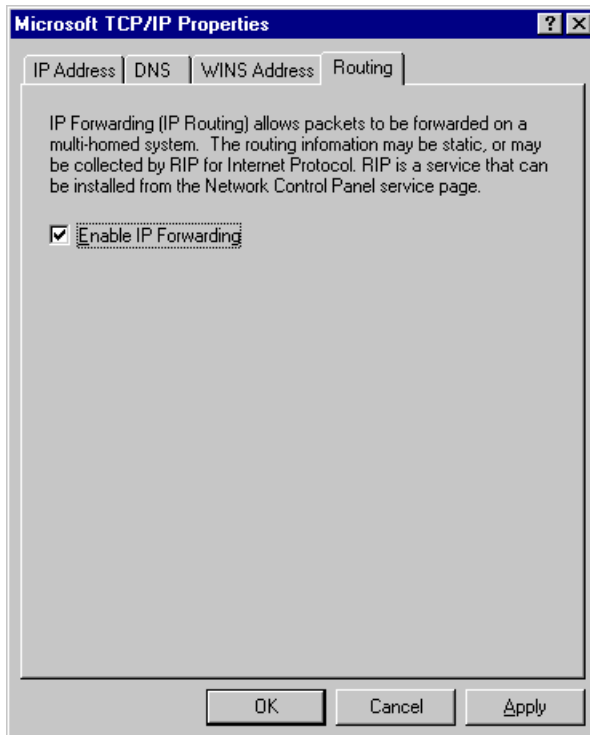 Microsoft TCP/IP Properties
IP Address DNS WINS Address Routing
IP Forwarding (IP Routing) allows packets to be forwarded on a
multi-homed system. The routing infomation may be static, or may
be collected by RIP for Internet Protocol. RIP is a service that can
be installed from the Network Control Panel service page.
Enable IP Forwarding
OK Cancel Apply